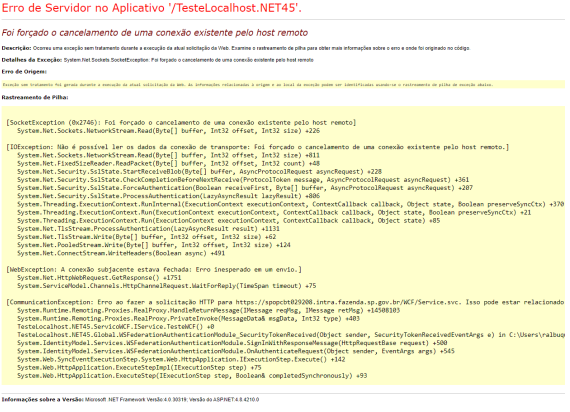 Erro de Servidor no Aplicativo '/TesteLocalhost.NET45'.
Foi forçado o cancelamento de uma conexão existente pelo host remoto
Descrição: Ocorreu uma exceção sem tratamento durante a execução da atual solicitação da Web. Examine o rastreamento de pilha para obter mais informações sobre o erro e onde foi originado no código.
Detalhes da Exceção: System.Net.Sockets.SocketException: Foi forçado o cancelamento de uma conexão existente pelo host remoto
Erro de Origem:
Exceção sem tratamento foi gerada durante a execução da atual solicitação da Web. As informações relacionadas à origem e ao local da exceção podem ser identificadas usando-se o rastreamento de pilha de exceção abaixo.
Rastreamento de Pilha:
[SocketException (0x2746): Foi forçado o cancelamento de uma conexão existente pelo host remoto]
System.Net.Sockets.NetworkStream.Read(Byte[] buffer, Int32 offset, Int32 size) +226
[IOException: Não é possível ler os dados da conexão de transporte: Foi forçado o cancelamento de uma conexão existente pelo host remoto.]
System.Net.Sockets.NetworkStream.Read(Byte[] buffer, Int32 offset, Int32 size) +811
System.Net.FixedSizeReader.ReadPacket(Byte[] buffer, Int32 offset, Int32 count) +48
System.Net.Security.SslState.StartReceiveBlob(Byte[] buffer, AsyncProtocolRequest asyncRequest) +228
System.Net.Security.SslState.CheckCompletionBeforeNextReceive(ProtocolToken message, AsyncProtocolRequest asyncRequest) +361
System.Net.Security.SslState.ForceAuthentication(Boolean receiveFirst, Byte[] buffer, AsyncProtocolRequest asyncRequest) +207
System.Net.Security.SslState.ProcessAuthentication(LazyAsyncResult lazyResult) +806
System.Threading.ExecutionContext.RunInternal(ExecutionContext executionContext, ContextCallback callback, Object state, Boolean preserveSyncCtx) +370
System.Threading.ExecutionContext.Run(ExecutionContext executionContext, ContextCallback callback, Object state, Boolean preserveSyncCtx) +21
System.Threading.ExecutionContext.Run(ExecutionContext executionContext, ContextCallback callback, Object state) +85
System.Net.TlsStream.ProcessAuthentication(LazyAsyncResult result) +1131
System.Net.TlsStream.Write(Byte[] buffer, Int32 offset, Int32 size) +62
System.Net.PooledStream.Write(Byte[] buffer, Int32 offset, Int32 size) +124
System.Net.ConnectStream.WriteHeaders(Boolean async) +491
[WebException: A conexão subjacente estava fechada: Erro inesperado em um envio.]
System.Net.HttpWebRequest.GetResponse() +1751
System.ServiceModel.Channels.HttpChannelRequest.WaitForReply(TimeSpan timeout) +75
[CommunicationException: Erro ao fazer a solicitação HTTP para https://spopcbt029208.intra.fazenda.sp.gov.br/WCF/Service.svc. Isso pode estar relacionado
System.Runtime.Remoting.Proxies.RealProxy.HandleReturnMessage(IMessage reqMsg, IMessage retMsg) +14508103
System.Runtime.Remoting.Proxies.RealProxy.PrivateInvoke(MessageData& msgData, Int32 type) +403
TesteLocalhost.NET45.ServicoWCF.IService.TesteWCF() +0
TesteLocalhost.NET45.Global.WSFederationAuthenticationModule_SecurityTokenReceived(Object sender, SecurityTokenReceivedEventArgs e) in C:\Users\ralbuq
System.IdentityModel.Services.WSFederationAuthenticationModule.SignInWithResponseMessage(HttpRequestBase request) +500
System.IdentityModel.Services.WSFederationAuthenticationModule.OnAuthenticateRequest(Object sender, EventArgs args) +545
System.Web.SyncEventExecutionStep.System.Web.HttpApplication.IExecutionStep.Execute() +142
System.Web.HttpApplication.ExecuteStepImpl(IExecutionStep step) +75
System.Web.HttpApplication.ExecuteStep(IExecutionStep step, Boolean& completedSynchronously) +93
Informações sobre a Versão: Microsoft .NET Framework Versão:4.0.30319; Versão do ASP.NET:4.8.4210.0